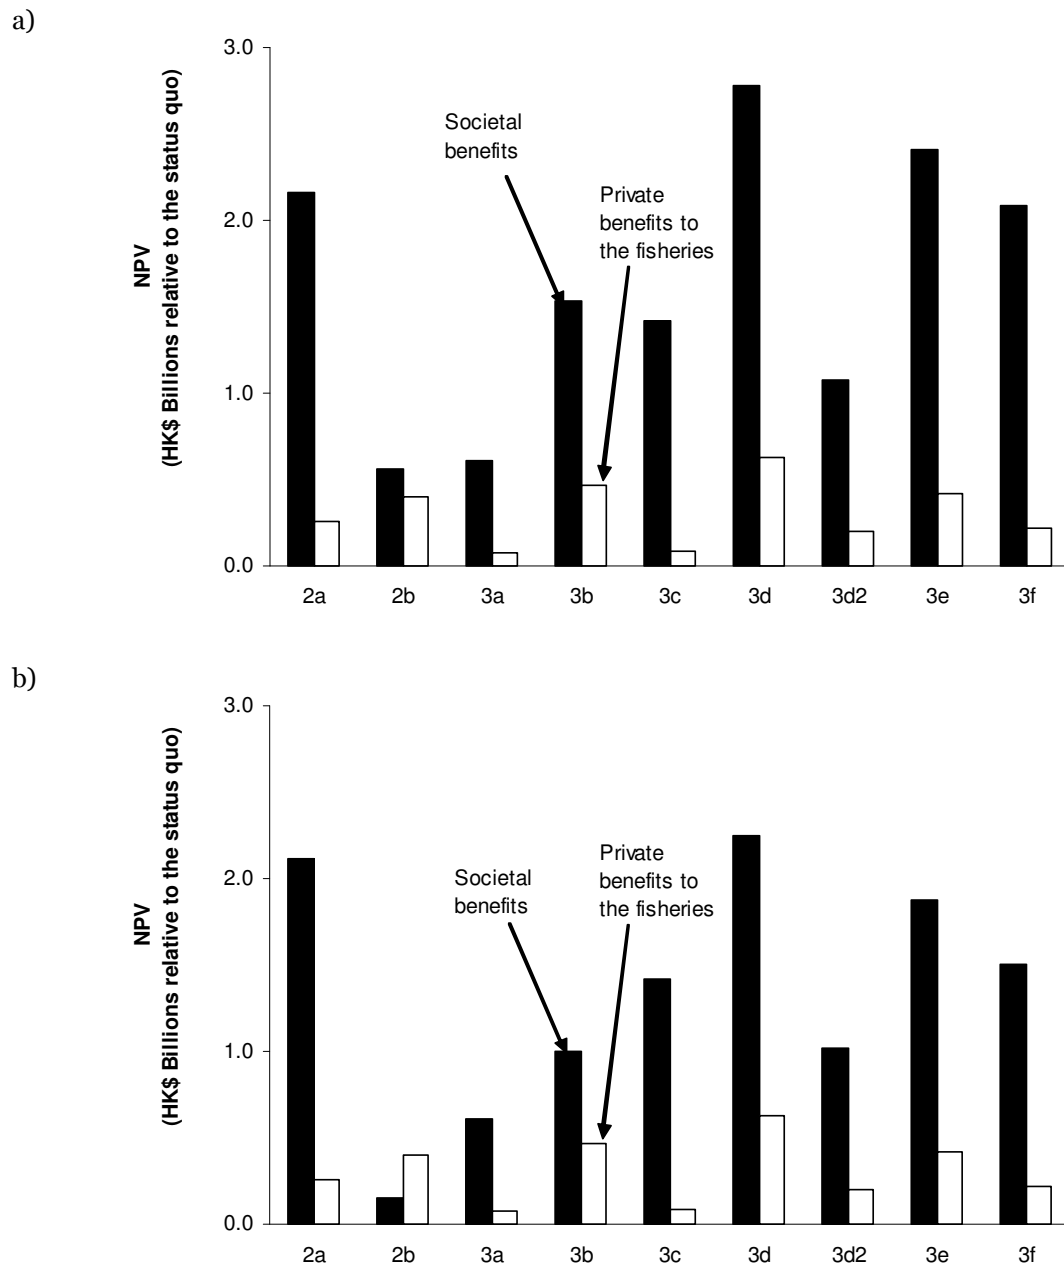 a)
3.0
Societal
benefits
Private
benefits to
the fisheries
2.0
NPV
(HK$ Billions relative to the status quo)
1.0
0.0
2a 2b 3a 3b 3c 3d 3d2 3e 3f
b)
3.0
Private
benefits to
the fisheries
Societal
benefits
2.0
NPV
(HK$ Billions relative to the status quo)
1.0
0.0
2a 2b 3a 3b 3c 3d 3d2 3e 3f